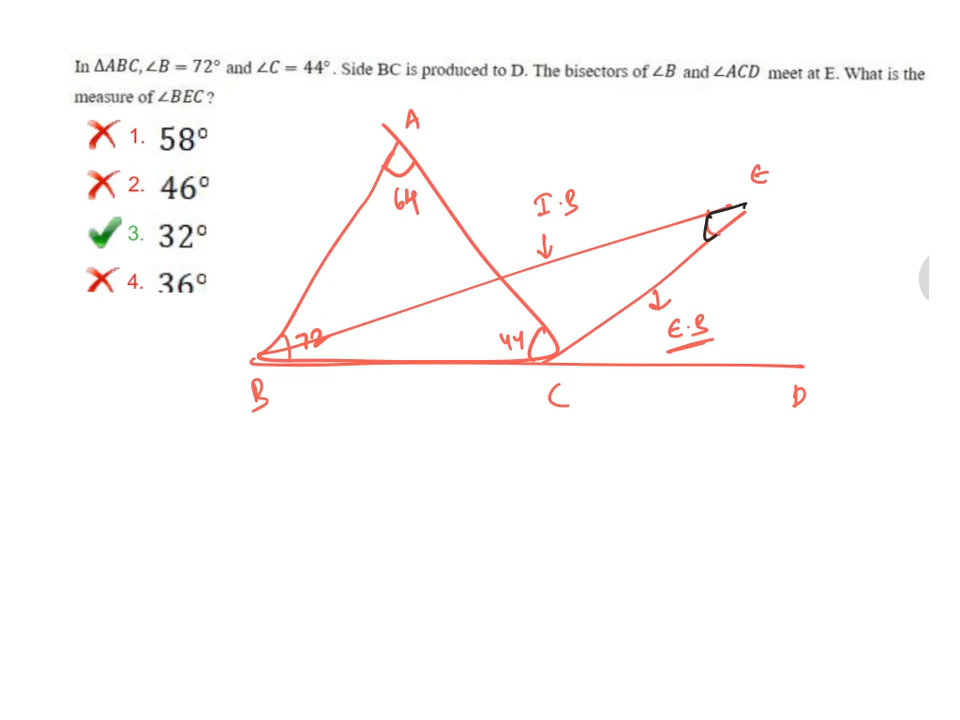 In ΔABC, ∠B = 72° and ∠C = 44°. Side BC is produced to D. The bisectors of ∠B and ∠ACD meet at E. What is the
measure of ∠BEC?
1. 58°
2. 46°
3. 32°
4. 36°
A
E
64
I·B
72
44
E·B
B
C
D